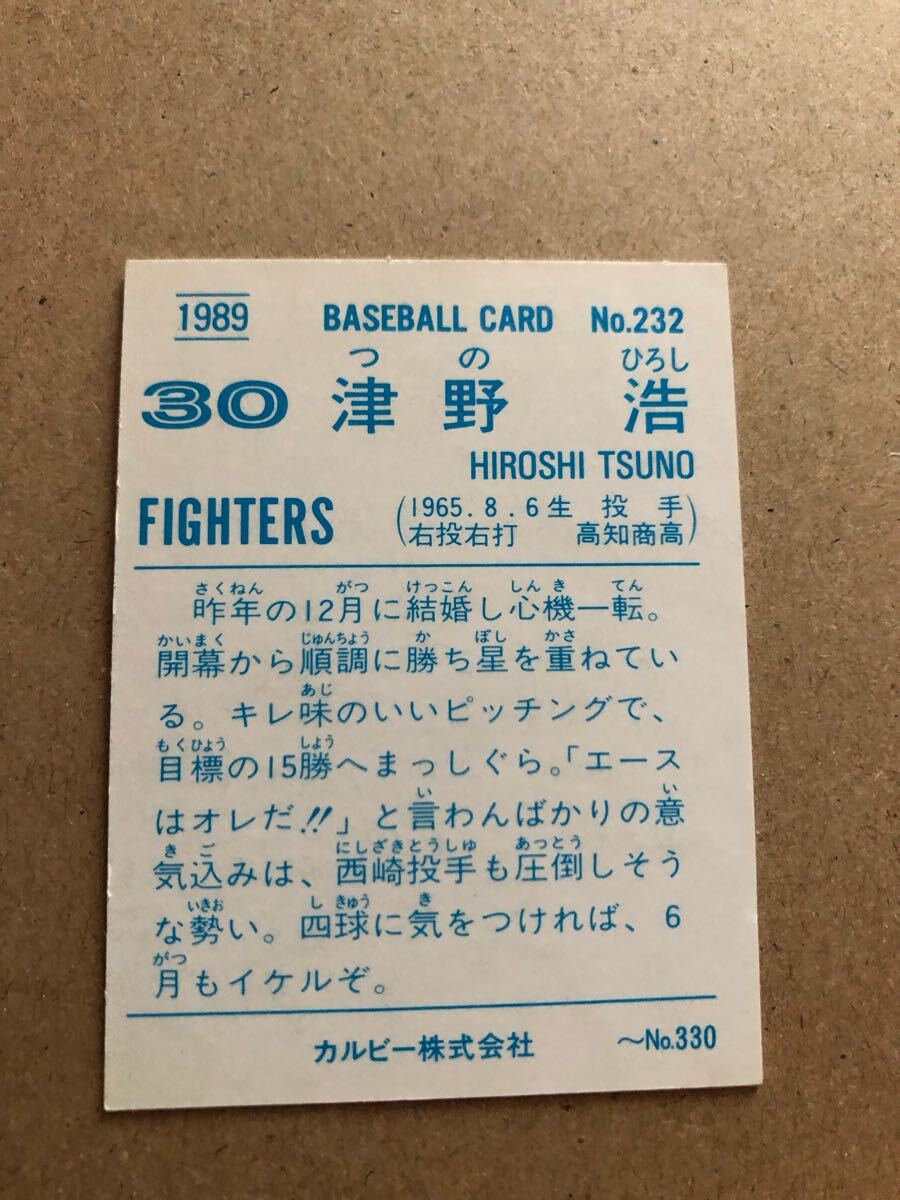 1989 BASEBALL CARD No.232
つ の ひろし
30 津野 浩
HIROSHI TSUNO
FIGHTERS (1965.8.6生 投手
右投右打 高知商高)
さくねん がつ けっこん しん き てん
昨年の12月に結婚し心機一転。
かいまく じゅんちょう か ぼし かさ
開幕から順調に勝ち星を重ねてい
あじ
る。キレ味のいいピッチングで、
もくひょう しょう
目標の15勝へまっしぐら。「エース
い い
はオレだ!!」と言わんばかりの意
き ご にしざきとうしゅ あっとう
気込みは、西崎投手も圧倒しそう
いきお し きゅう き
な勢い。四球に気をつければ、6
がつ
月もイケルぞ。
カルビー株式会社 〜No.330